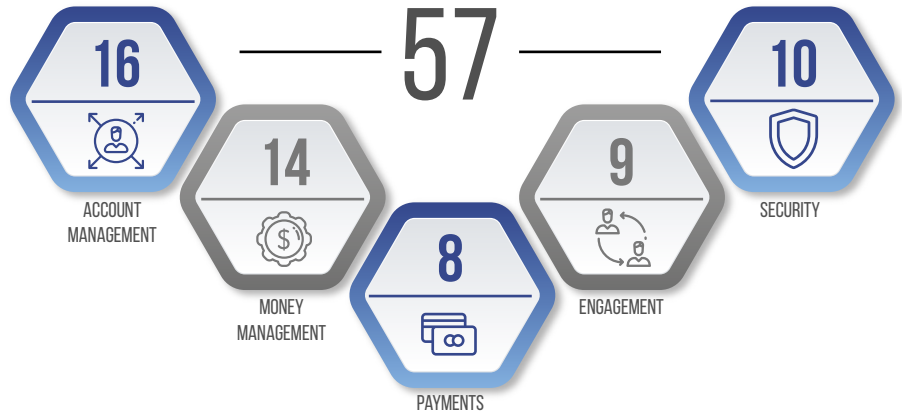 57
16
ACCOUNT
MANAGEMENT
14
$
MONEY
MANAGEMENT
8
PAYMENTS
9
ENGAGEMENT
10
SECURITY